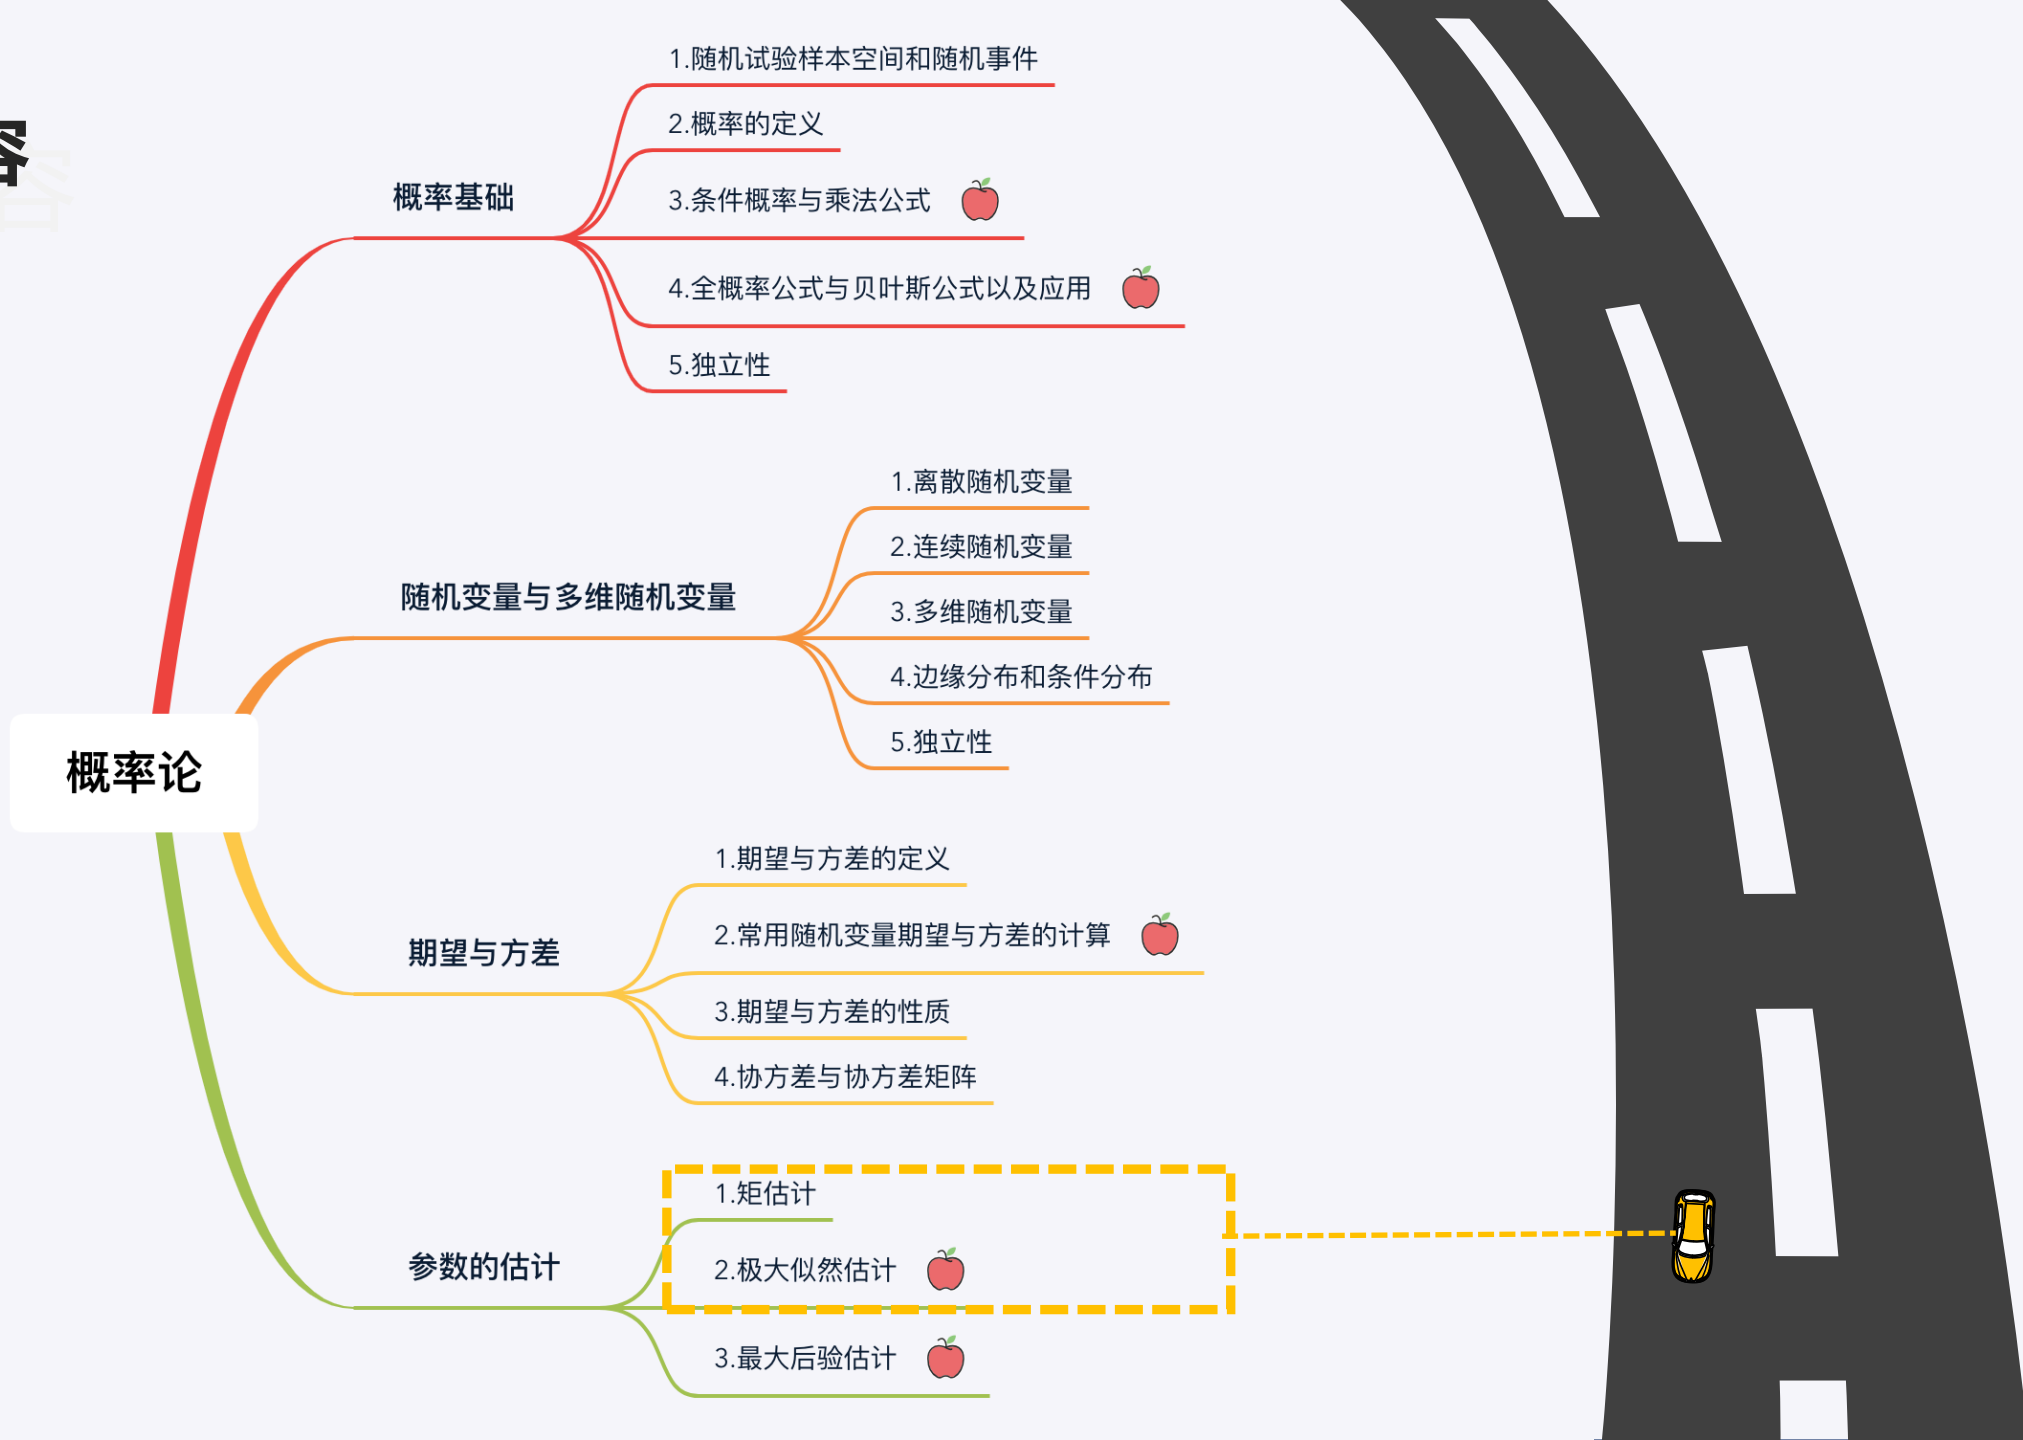 概率论
概率基础
1.随机试验样本空间和随机事件
2.概率的定义
3.条件概率与乘法公式
4.全概率公式与贝叶斯公式以及应用
5.独立性
随机变量与多维随机变量
1.离散随机变量
2.连续随机变量
3.多维随机变量
4.边缘分布和条件分布
5.独立性
期望与方差
1.期望与方差的定义
2.常用随机变量期望与方差的计算
3.期望与方差的性质
4.协方差与协方差矩阵
参数的估计
1.矩估计
2.极大似然估计
3.最大后验估计